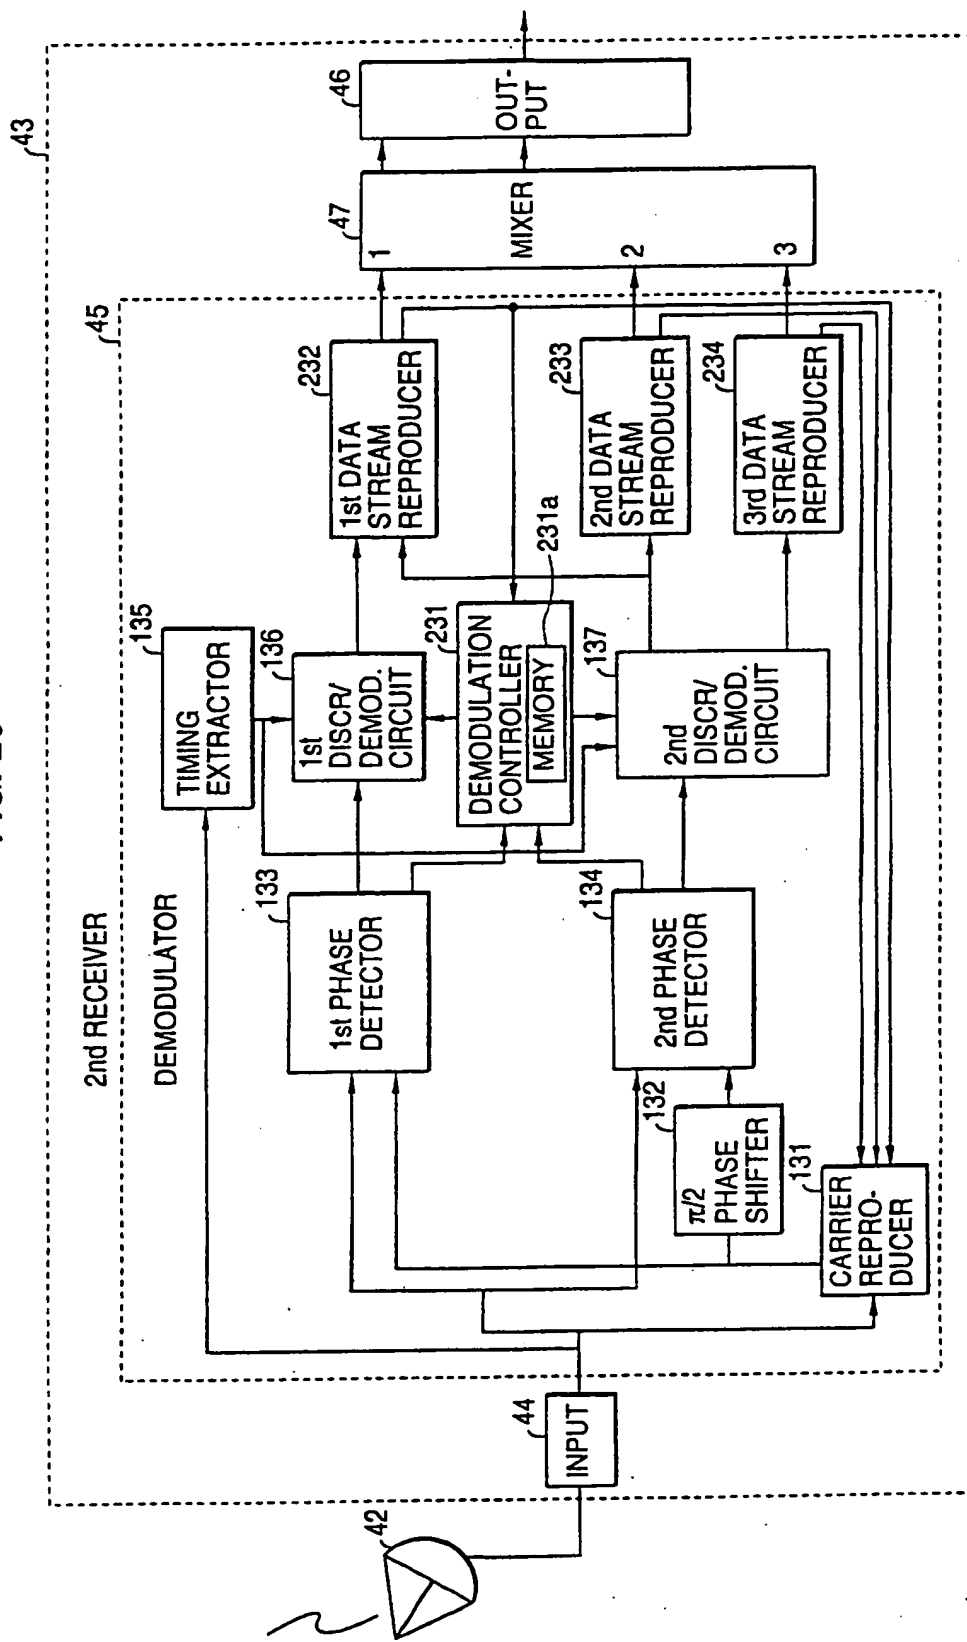 43
2nd RECEIVER
45
DEMODULATOR
42
44
INPUT
135
TIMING
EXTRACTOR
133
1st PHASE
DETECTOR
136
1st
DISCR/
DEMOD.
CIRCUIT
232
1st DATA
STREAM
REPRODUCER
47
1
MIXER
2
3
46
OUT-
PUT
231
DEMODULATION
CONTROLLER
MEMORY
231a
134
2nd PHASE
DETECTOR
137
2nd
DISCR/
DEMOD.
CIRCUIT
233
2nd DATA
STREAM
REPRODUCER
132
π/2
PHASE
SHIFTER
234
3rd DATA
STREAM
REPRODUCER
131
CARRIER
REPRO-
DUCER